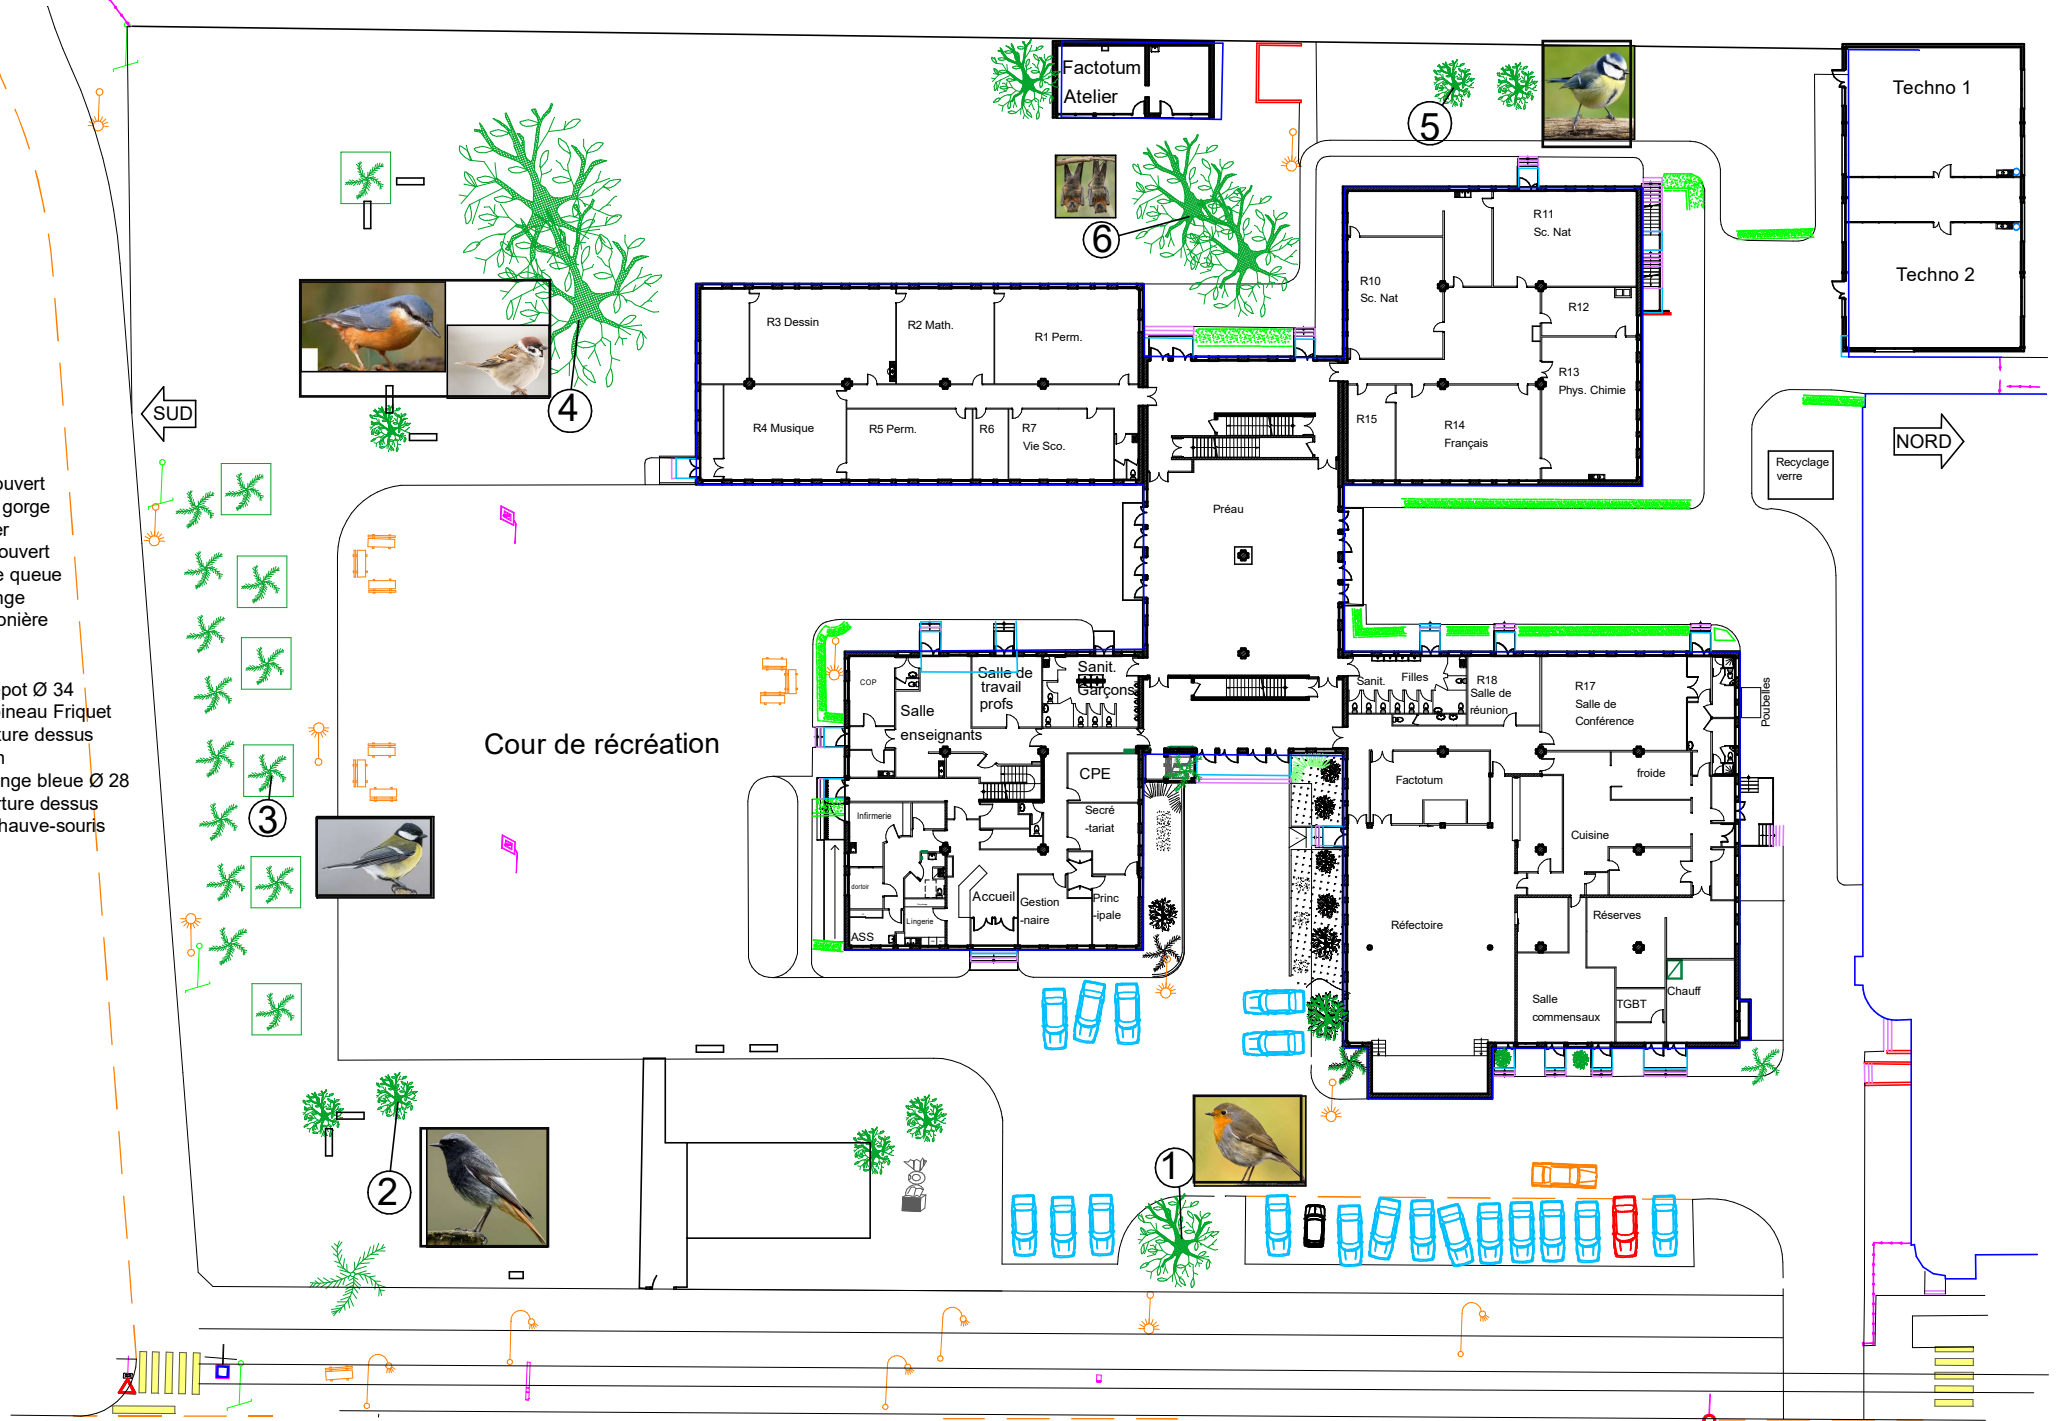 Factotum
Atelier
5
Techno 1
6
R11
Sc. Nat
R10
Sc. Nat
Techno 2
R12
R3 Dessin
R2 Math.
R1 Perm.
R13
Phys. Chimie
4
SUD
R4 Musique
R5 Perm.
R6
R7
Vie Sco.
R15
R14
Français
NORD
Recyclage
verre
ouvert
gorge
er
ouvert
e queue
nge
onière
Préau
pot Ø 34
ineau Friquet
ture dessus
n
nge bleue Ø 28
rture dessus
hauve-souris
Cour de récréation
3
COP
Salle de
travail
profs
Sanit.
Garçons
Salle
enseignants
Sanit.
Filles
R18
Salle de
réunion
R17
Salle de
Conférence
Poubelles
CPE
Factotum
froide
Infirmerie
Secré
-tariat
Cuisine
dortoir
Accueil
Gestion
-naire
Princ
-ipale
Lingerie
ASS
Réfectoire
Réserves
Salle
commensaux
TGBT
Chauff
2
1